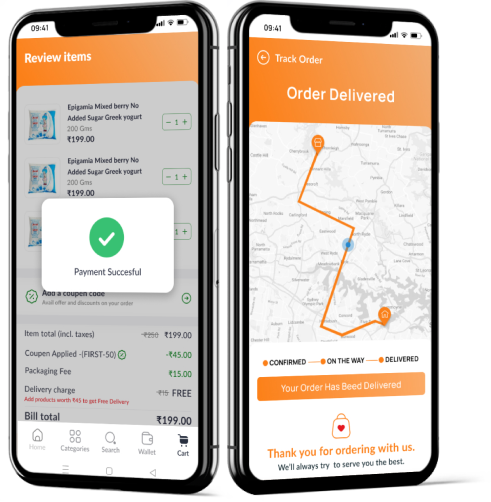 09:41
Review items
Epigamia Mixed berry No
Added Sugar Greek yogurt
200 Gms
₹199.00
− 1 +
Epigamia Mixed berry No
Added Sugar Greek yogurt
200 Gms
₹199.00
− 1 +
1 +
Payment Succesful
Add a coupon code
Avail offer and discounts on your order
Item total (incl. taxes) ₹250 ₹199.00
Coupon Applied -(FIRST-50) -₹45.00
Packaging Fee ₹15.00
Delivery charge ₹15 FREE
Add products worth ₹45 to get Free Delivery
Bill total ₹199.00
Home
Categories
Search
Wallet
Cart
09:41
Track Order
Order Delivered
CONFIRMED
ON THE WAY
DELIVERED
Your Order Has Beed Delivered
Thank you for ordering with us.
We'll always try to serve you the best.